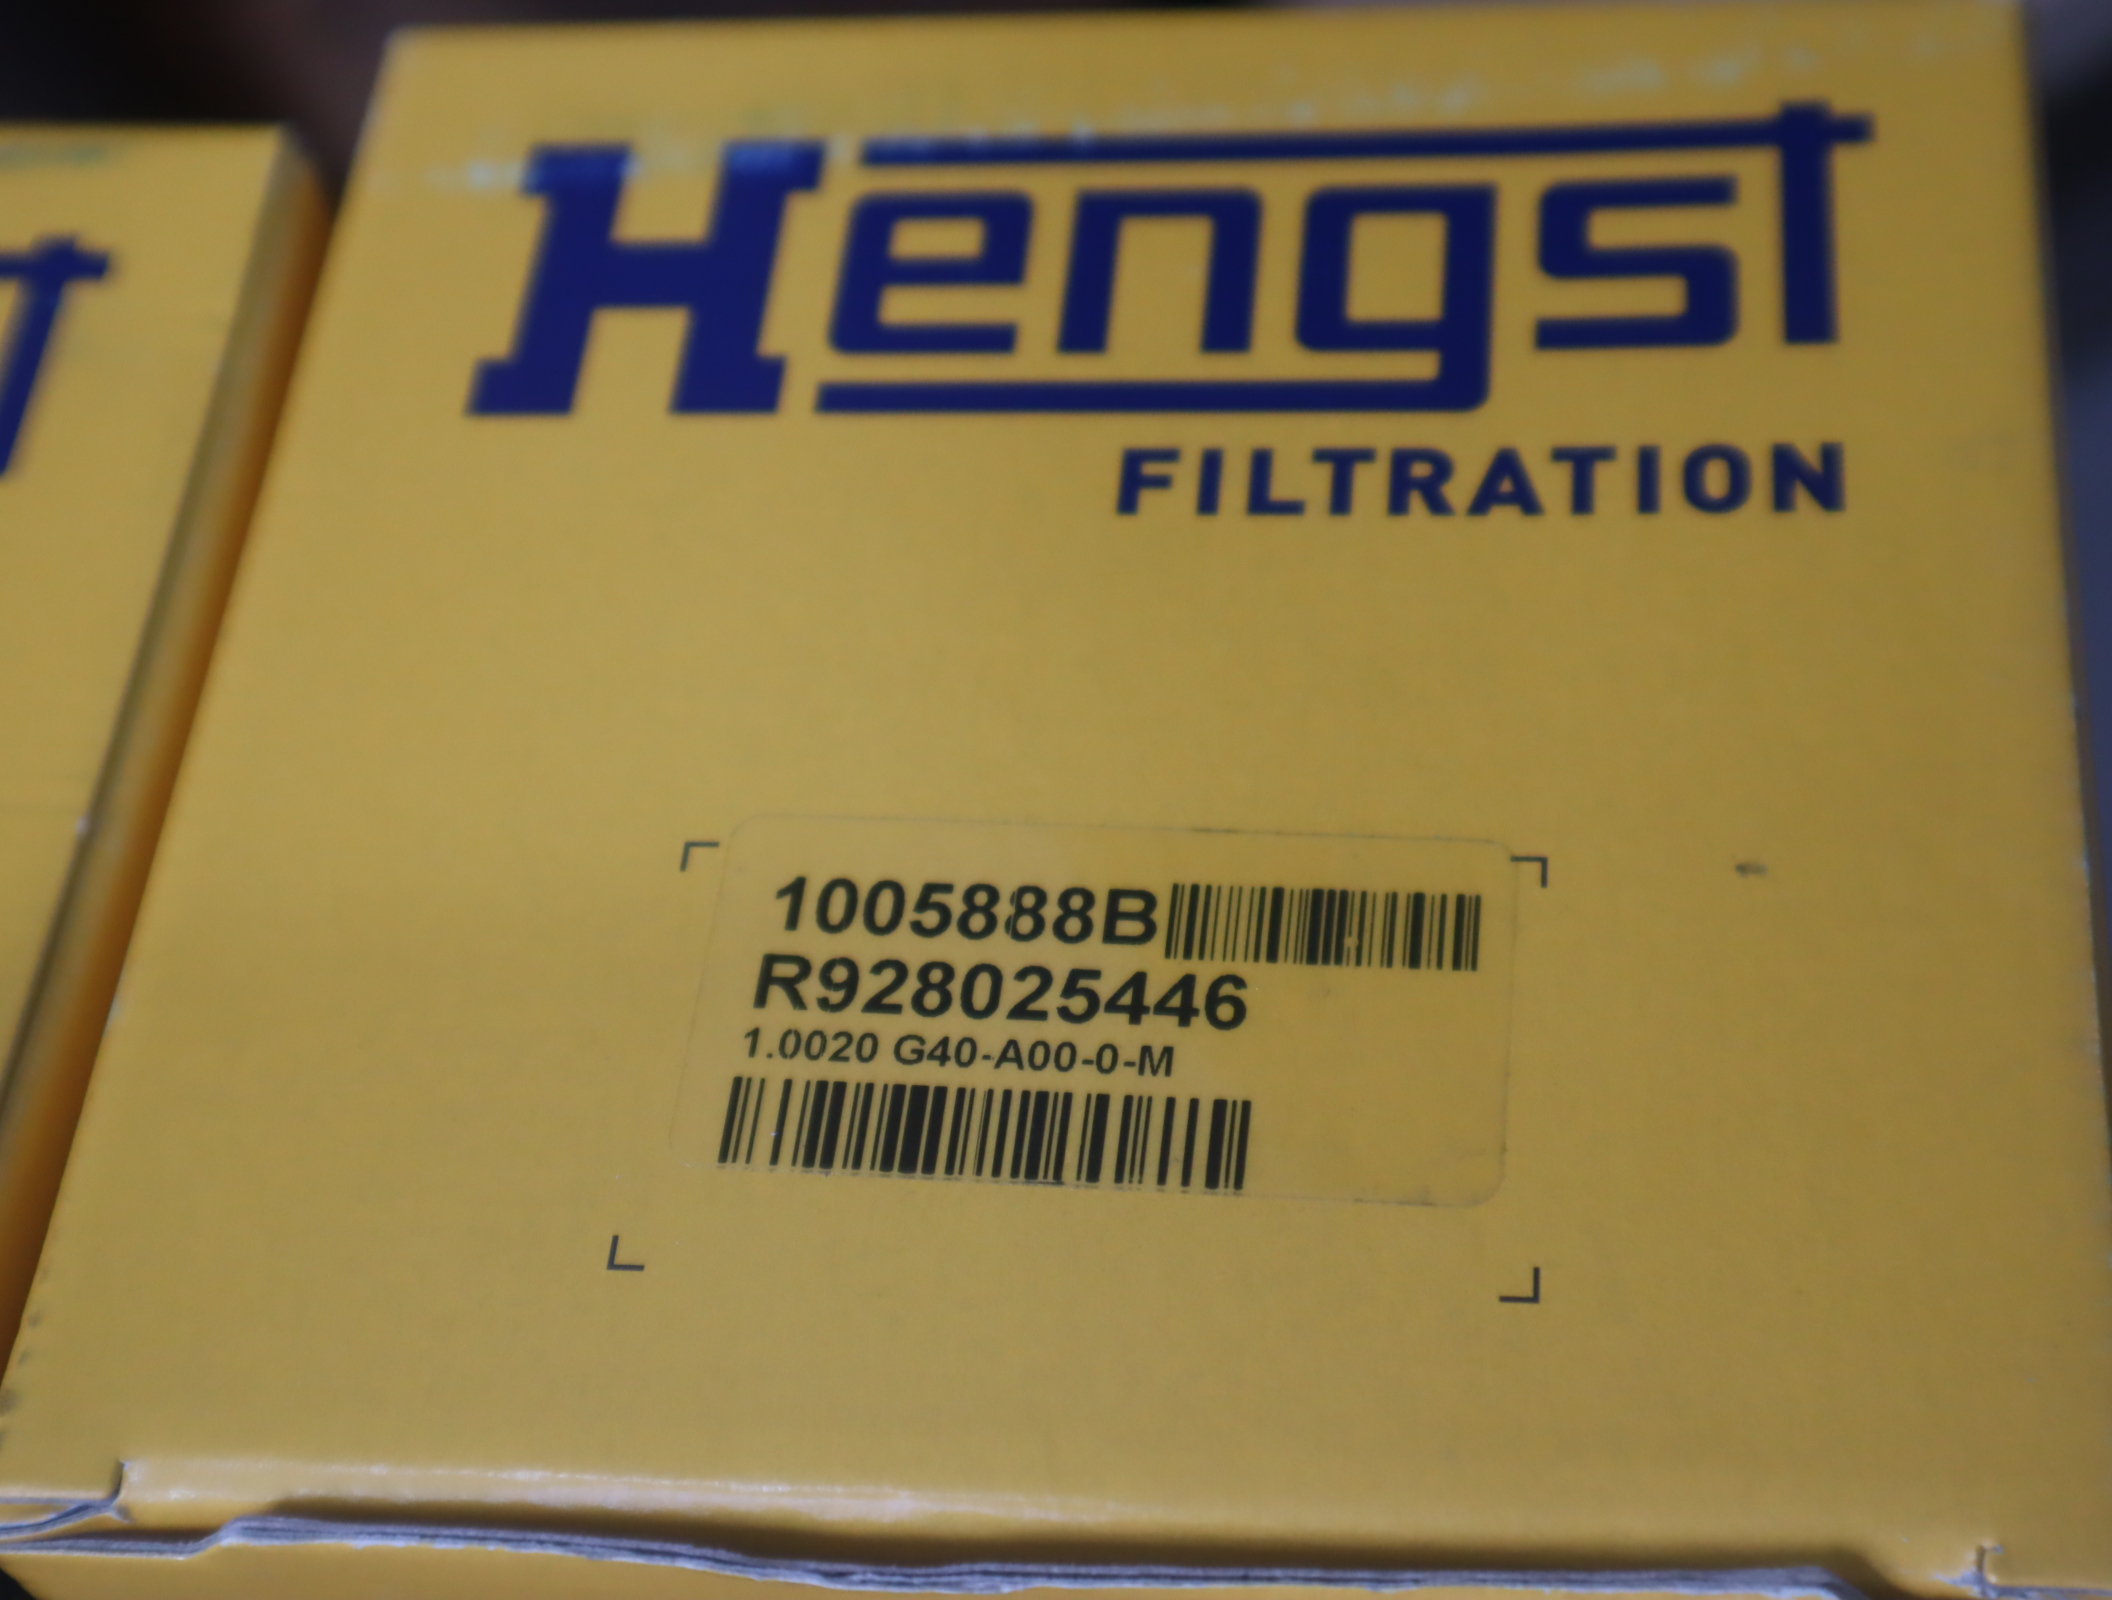 Hengst
FILTRATION
1005888B
R928025446
1.0020 G40-A00-0-M